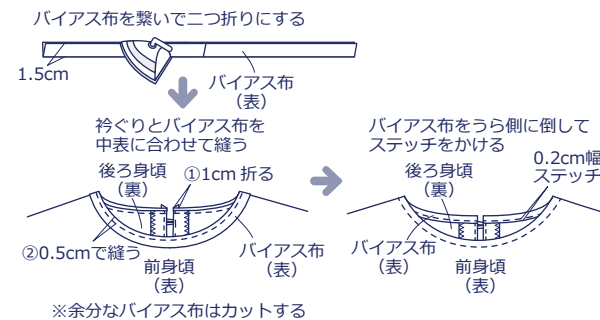 バイアス布を繋いで二つ折りにする
1.5cm
バイアス布
（表）
衿ぐりとバイアス布を
中表に合わせて縫う
後ろ身頃
（裏）
①1cm 折る
②0.5cmで縫う
バイアス布
（表）
前身頃
（表）
※余分なバイアス布はカットする
バイアス布をうら側に倒して
ステッチをかける
0.2cm幅
ステッチ
後ろ身頃
（裏）
バイアス布
（表）
前身頃
（表）